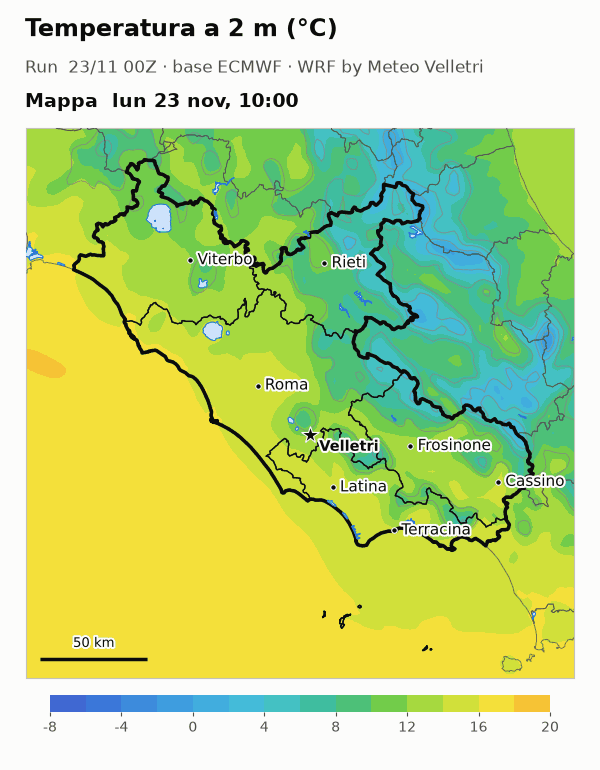 Temperatura a 2 m (°C)
Run  23/11 00Z · base ECMWF · WRF by Meteo Velletri
Mappa  lun 23 nov, 10:00
Viterbo
Rieti
Roma
Velletri
Frosinone
Cassino
Latina
Terracina
50 km
-8 -4 0 4 8 12 16 20